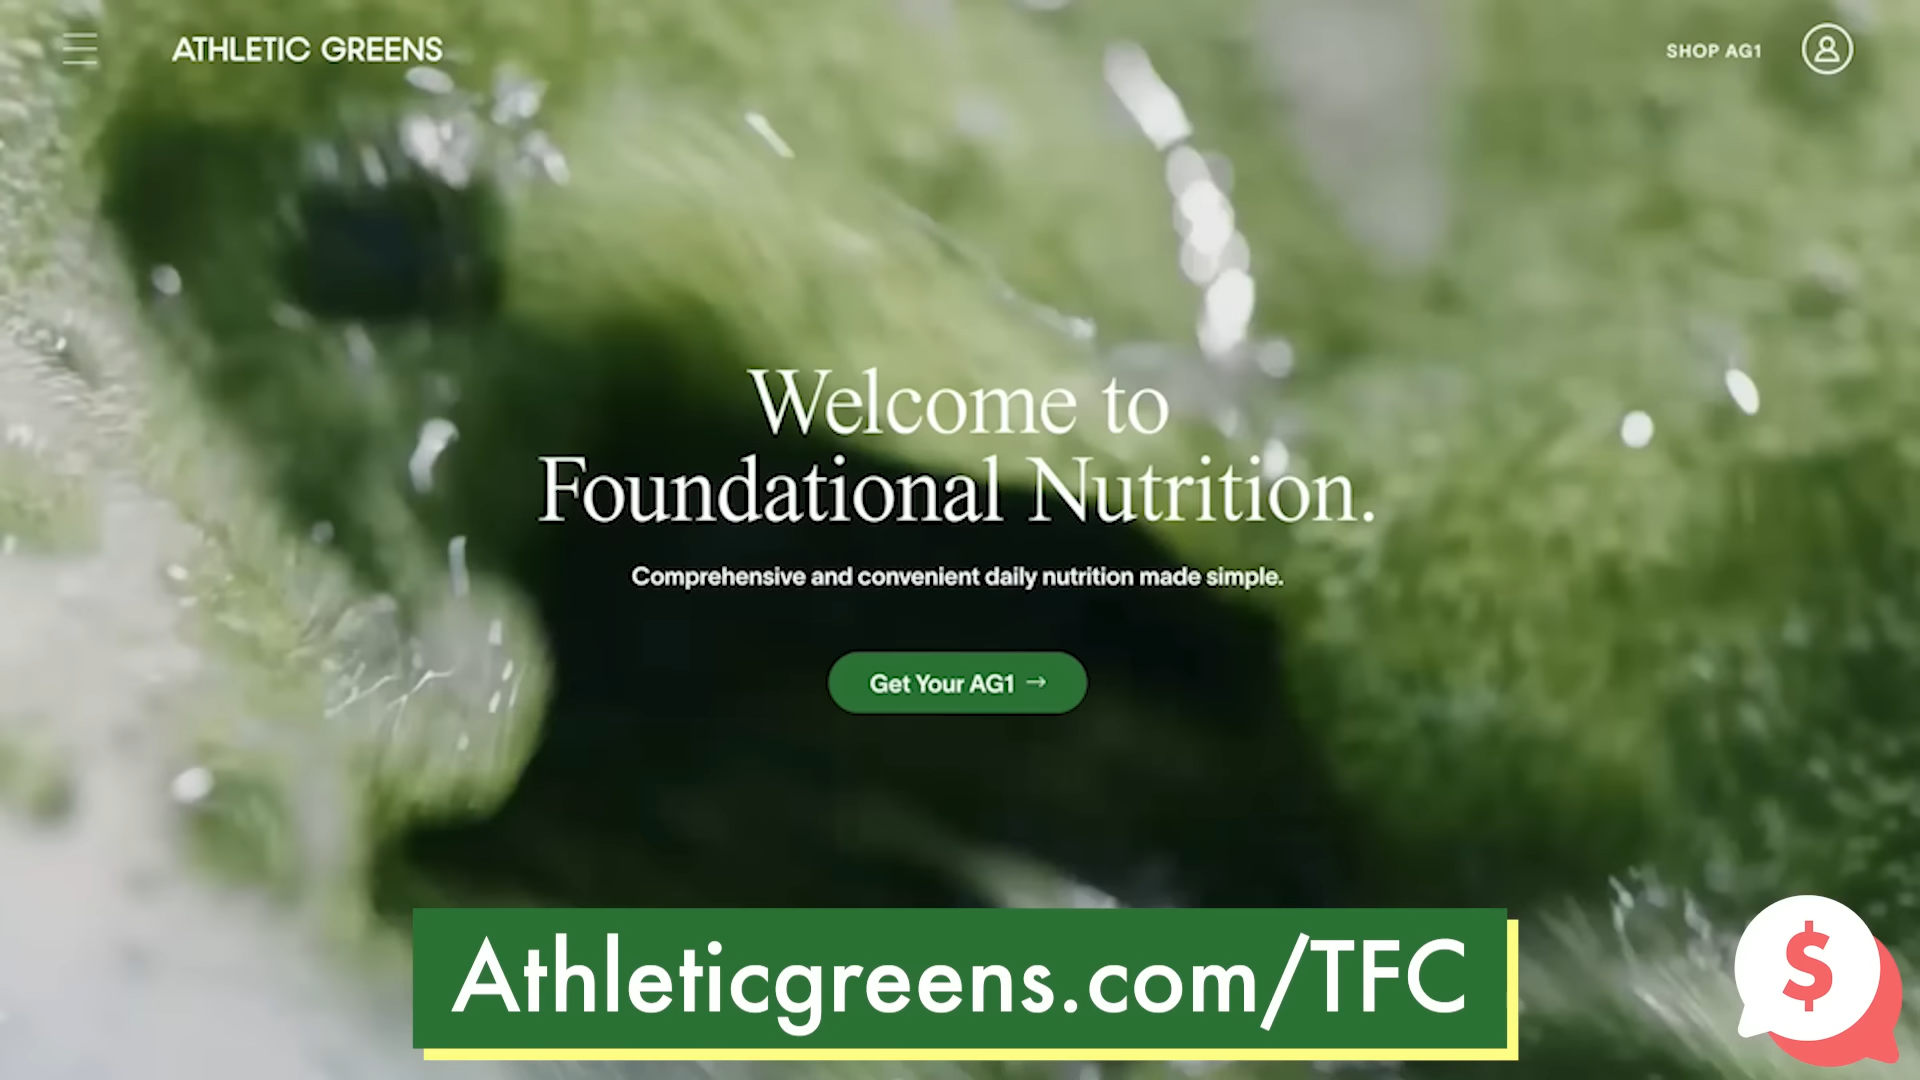 ATHLETIC GREENS
SHOP AG1
Welcome to
Foundational Nutrition.
Comprehensive and convenient daily nutrition made simple.
Get Your AG1 →
Athleticgreens.com/TFC
$